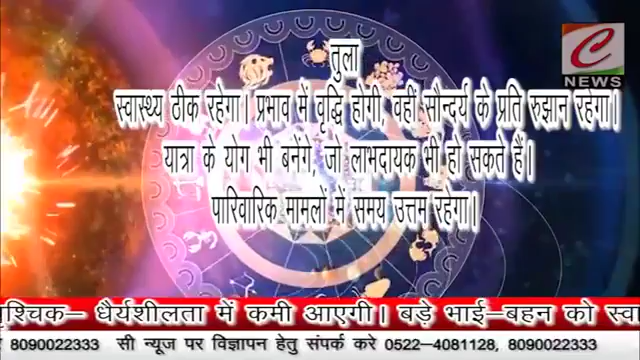 c
NEWS
तुला
स्वास्थ्य ठीक रहेगा। प्रभाव में वृद्धि होगी, वहीं सौन्दर्य के प्रति रुझान रहेगा।
यात्रा के योग भी बनेंगे, जो लाभदायक भी हो सकते हैं।
पारिवारिक मामलों में समय उत्तम रहेगा।
वृश्चिक– धैर्यशीलता में कमी आएगी। बड़े भाई–बहन को स्वा
8090022333 सी न्यूज पर विज्ञापन हेतु संपर्क करे 0522–4081128, 8090022333